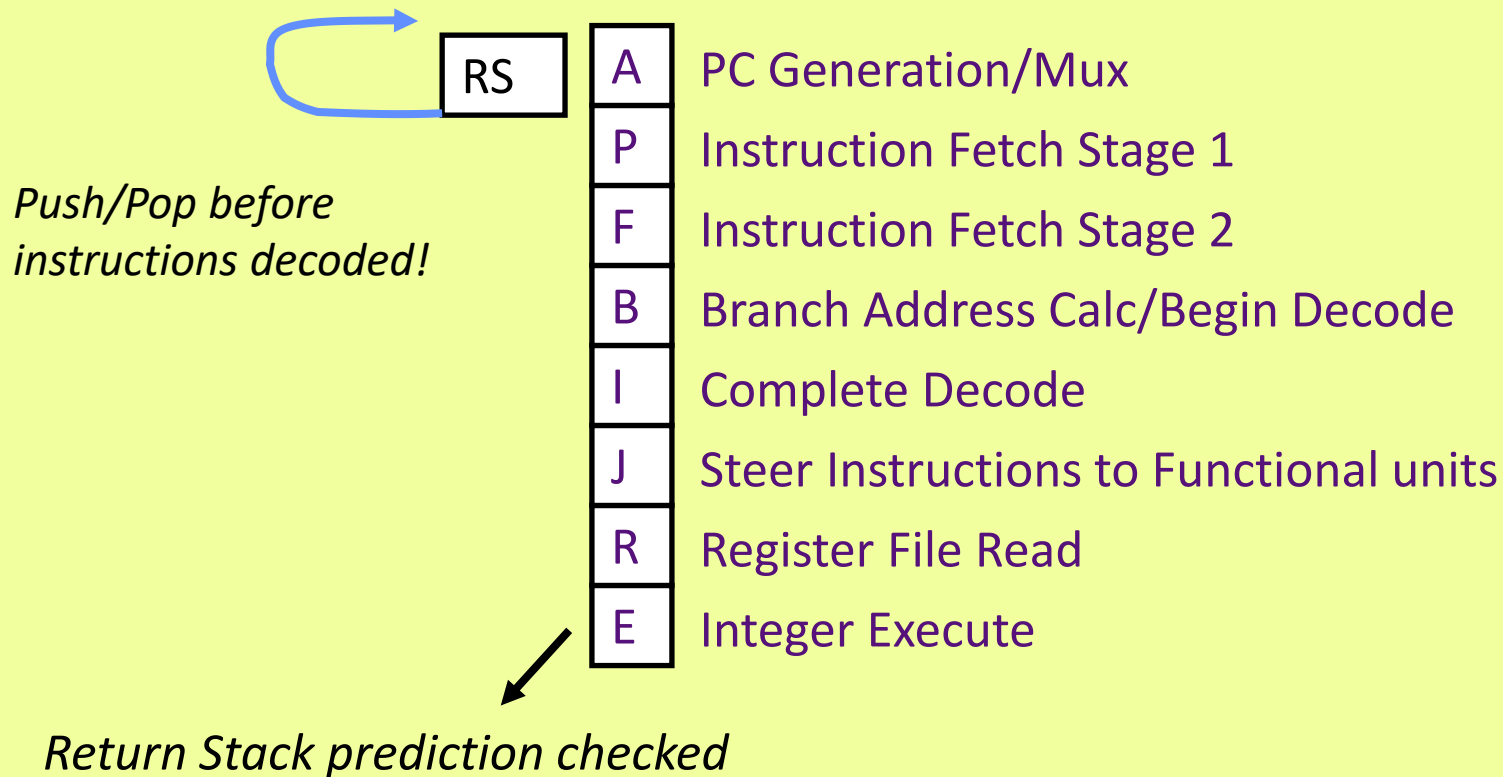 RS
A PC Generation/Mux
P Instruction Fetch Stage 1
Push/Pop before
instructions decoded!
F Instruction Fetch Stage 2
B Branch Address Calc/Begin Decode
I Complete Decode
J Steer Instructions to Functional units
R Register File Read
E Integer Execute
Return Stack prediction checked